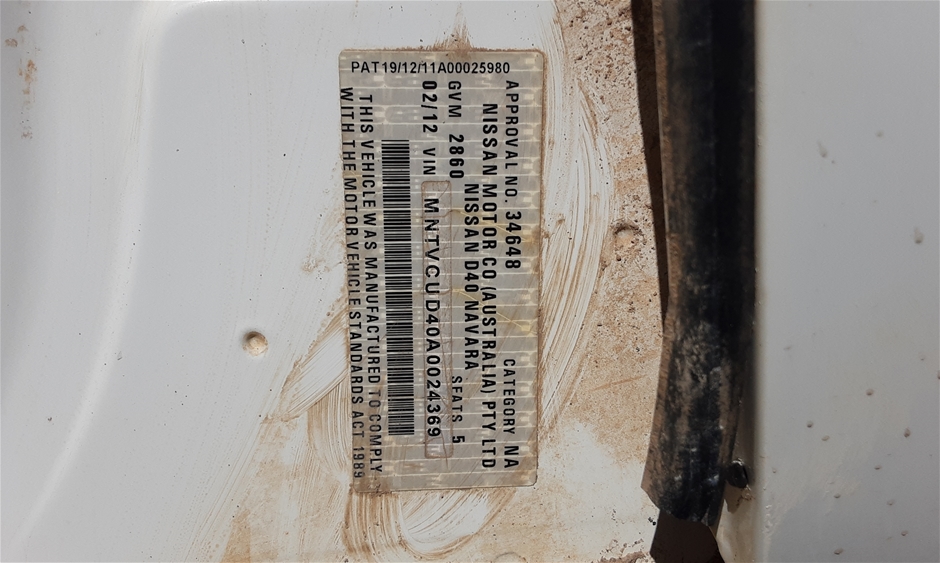 APPROVAL NO. 34648 CATEGORY NA
NISSAN MOTOR CO (AUSTRALIA) PTY LTD
NISSAN D40 NAVARA
GVM 2860 SEATS 5
02/12 VIN MNTVCUD40A0024369
THIS VEHICLE WAS MANUFACTURED TO COMPLY
WITH THE MOTOR VEHICLE STANDARDS ACT 1989
PAT19/12/11A00025980